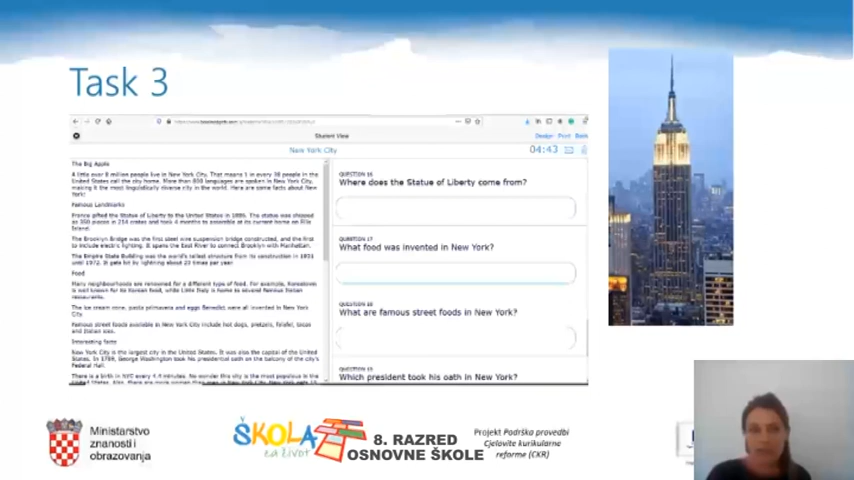 Task 3
Student View
Design Print Back
New York City
04:43
The Big Apple
A little over 8 million people live in New York City. That means 1 in every 38 people in the
United States call the city home. More than 800 languages are spoken in New York City,
making it the most linguistically diverse city in the world. Here are some facts about New
York:
Famous Landmarks
France gifted the Statue of Liberty to the United States in 1886. The statue was shipped
as 350 pieces in 214 crates and took 4 months to assemble at its current home on Ellis
Island.
The Brooklyn Bridge was the first steel wire suspension bridge constructed, and the first
to include electric lighting. It spans the East River to connect Brooklyn with Manhattan.
The Empire State Building was the world's tallest structure from its construction in 1931
until 1972. It gets hit by lightning about 23 times per year.
Food
Many neighbourhoods are renowned for a different type of food. For example, Koreatown
is well known for its Korean food, while Little Italy is home to several famous Italian
restaurants.
The ice cream cone, pasta primavera and eggs Benedict were all invented in New York
City.
Famous street foods available in New York City include hot dogs, pretzels, falafel, tacos
and Italian ices.
Interesting facts
New York City is the largest city in the United States. It was also the capital of the United
States. In 1789, George Washington took his presidential oath on the balcony of the city's
Federal Hall.
There is a birth in NYC every 4.4 minutes. No wonder this city is the most populous in the
United States. Also, there are more women than men in New York City.
QUESTION 16
Where does the Statue of Liberty come from?
QUESTION 17
What food was invented in New York?
QUESTION 18
What are famous street foods in New York?
QUESTION 19
Which president took his oath in New York?
Ministarstvo
znanosti i
obrazovanja
ŠKOLA
za život
8. RAZRED
OSNOVNE ŠKOLE
Projekt Podrška provedbi
Cjelovite kurikularne
reforme (CKR)